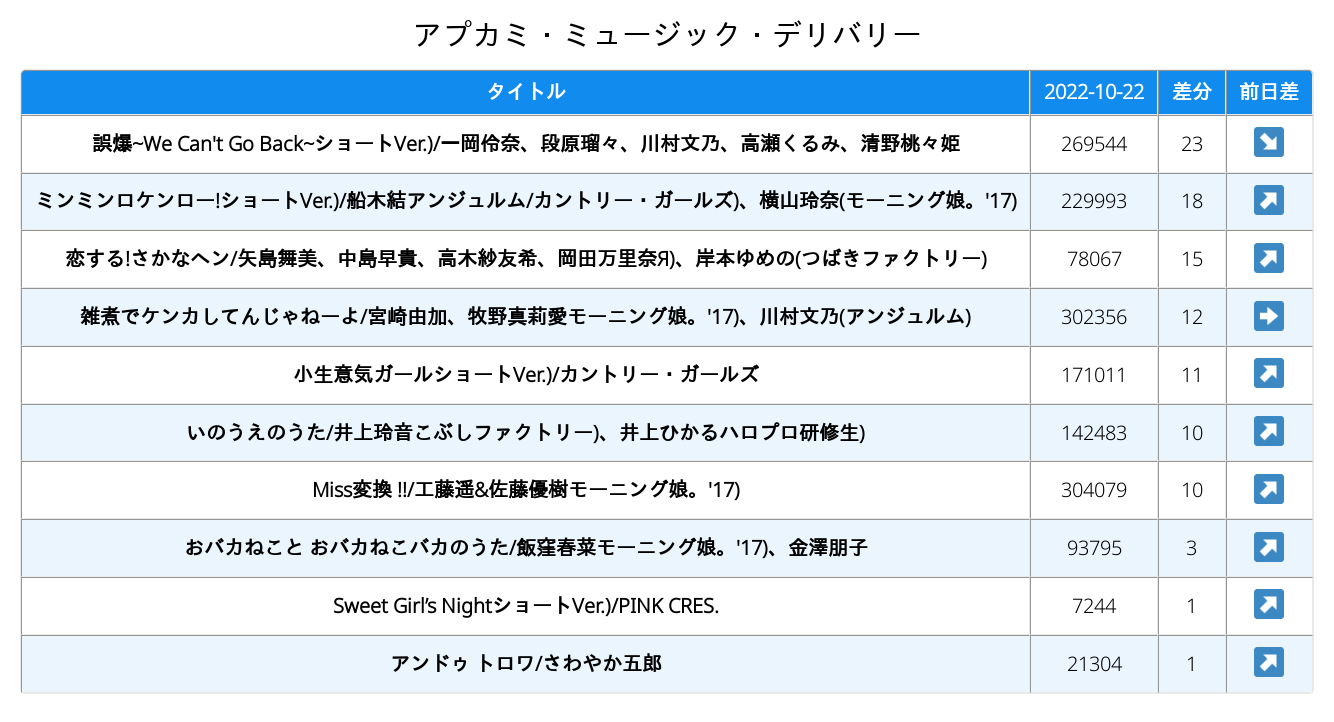 アプカミ・ミュージック・デリバリー
タイトル 2022-10-22 差分 前日差
誤爆~We Can't Go Back~ショートVer.)/一岡伶奈、段原瑠々、川村文乃、高瀬くるみ、清野桃々姫 269544 23
ミンミンロケンロー!ショートVer.)/船木結アンジュルム/カントリー・ガールズ)、横山玲奈(モーニング娘。'17) 229993 18
恋する!さかなヘン/矢島舞美、中島早貴、高木紗友希、岡田万里奈Я)、岸本ゆめの(つばきファクトリー) 78067 15
雑煮でケンカしてんじゃねーよ/宮崎由加、牧野真莉愛モーニング娘。'17)、川村文乃(アンジュルム) 302356 12
小生意気ガールショートVer.)/カントリー・ガールズ 171011 11
いのうえのうた/井上玲音こぶしファクトリー)、井上ひかるハロプロ研修生) 142483 10
Miss変換 !!/工藤遥&佐藤優樹モーニング娘。'17) 304079 10
おバカねこと おバカねこバカのうた/飯窪春菜モーニング娘。'17)、金澤朋子 93795 3
Sweet Girl’s NightショートVer.)/PINK CRES. 7244 1
アンドゥ トロワ/さわやか五郎 21304 1